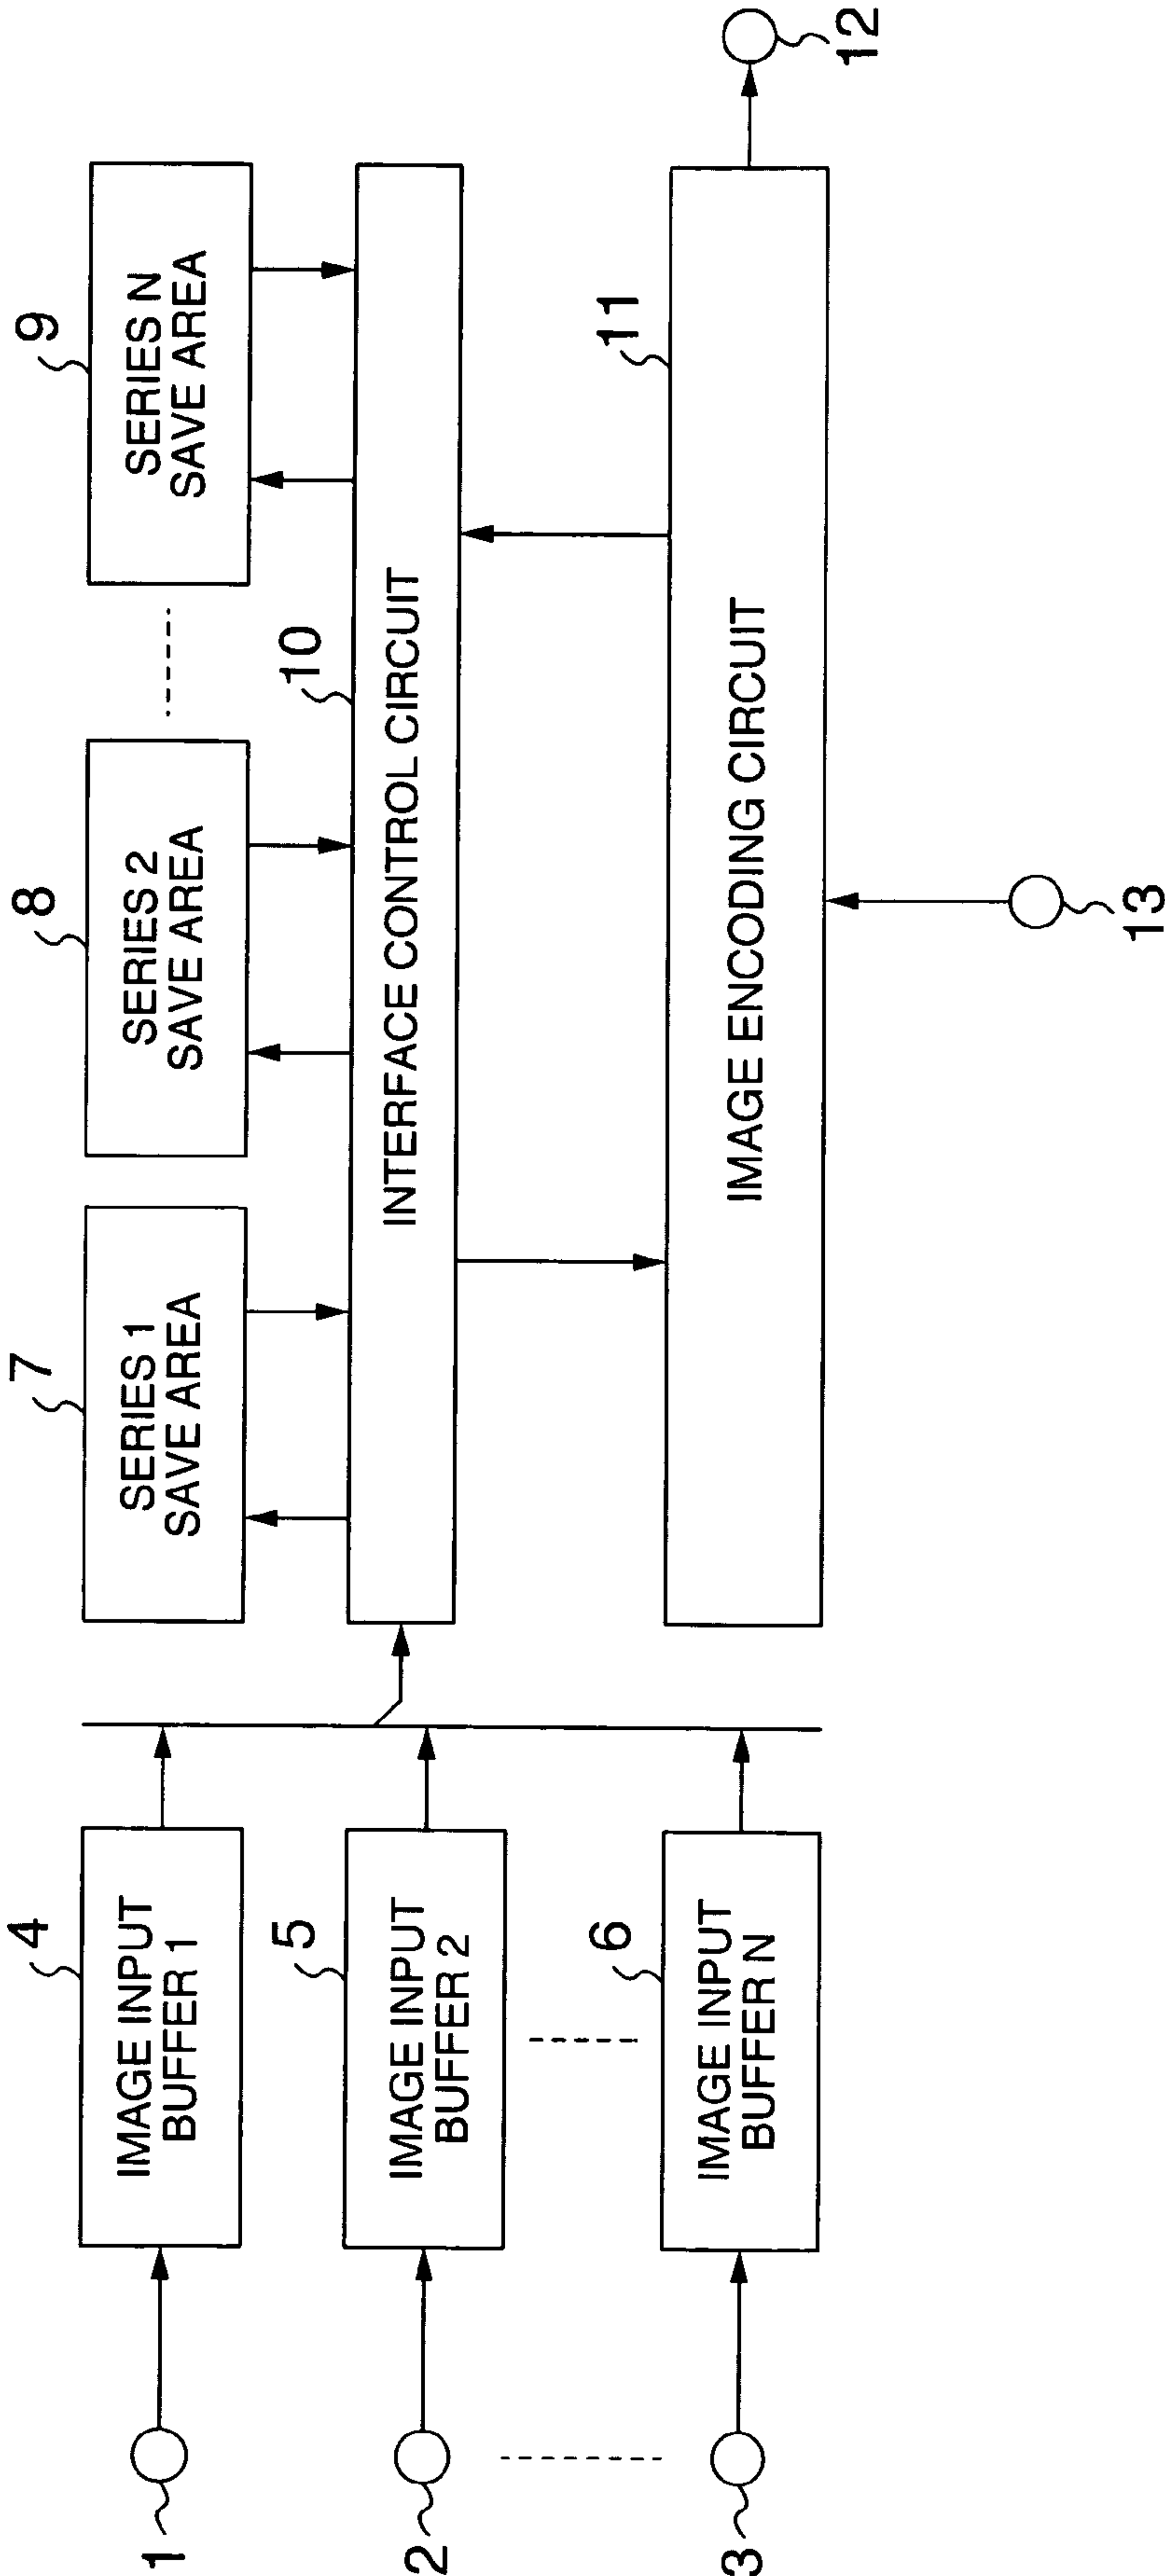 1
2
3
4
IMAGE INPUT
BUFFER 1
5
IMAGE INPUT
BUFFER 2
6
IMAGE INPUT
BUFFER N
7
SERIES 1
SAVE AREA
8
SERIES 2
SAVE AREA
9
SERIES N
SAVE AREA
10
INTERFACE CONTROL CIRCUIT
11
IMAGE ENCODING CIRCUIT
12
13